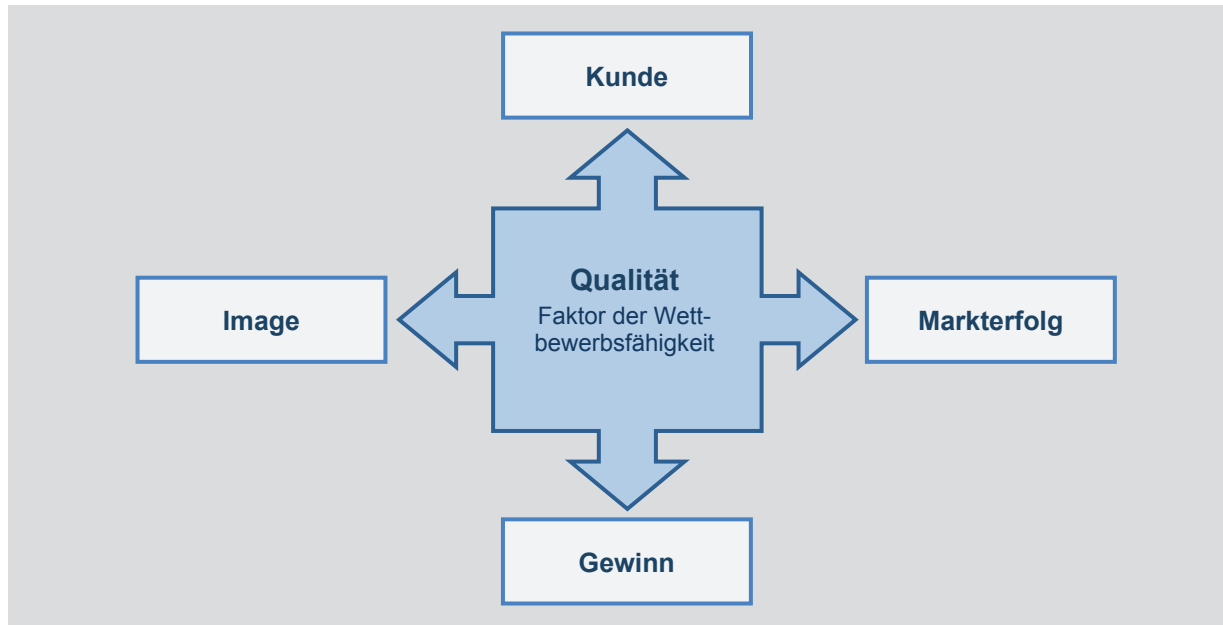 Kunde
Qualität
Faktor der Wett-
bewerbsfähigkeit
Image
Markterfolg
Gewinn